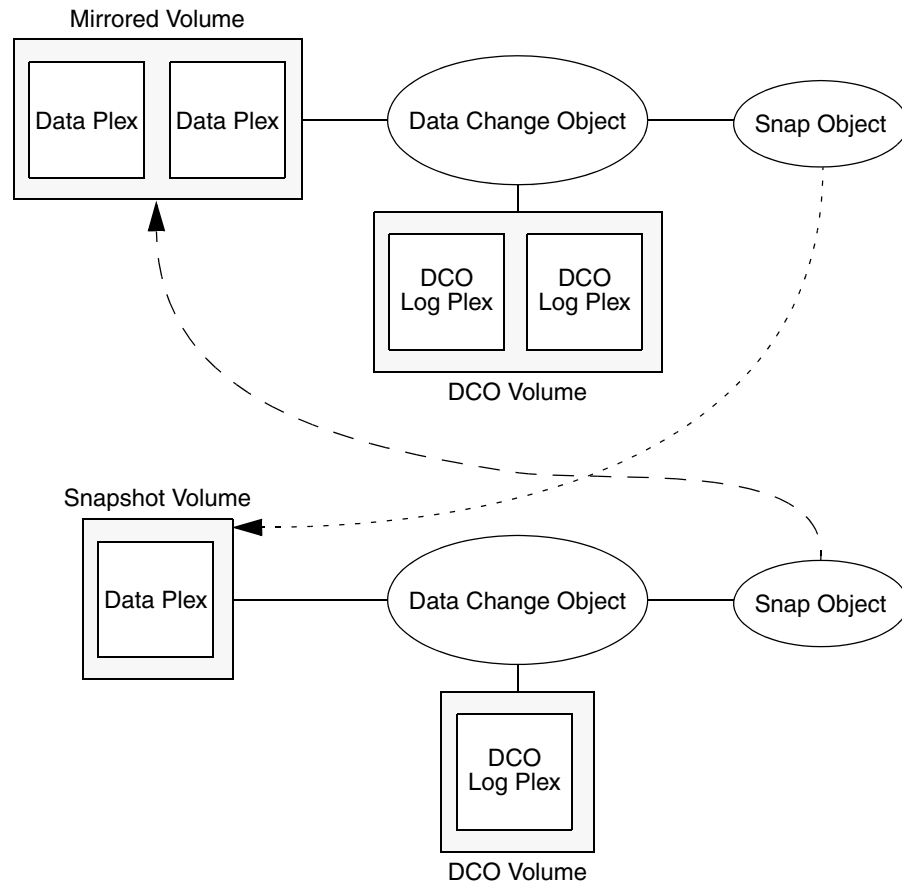 Mirrored Volume
Data Plex
Data Plex
Data Change Object
Snap Object
DCO
Log Plex
DCO
Log Plex
DCO Volume
Snapshot Volume
Data Plex
Data Change Object
Snap Object
DCO
Log Plex
DCO Volume